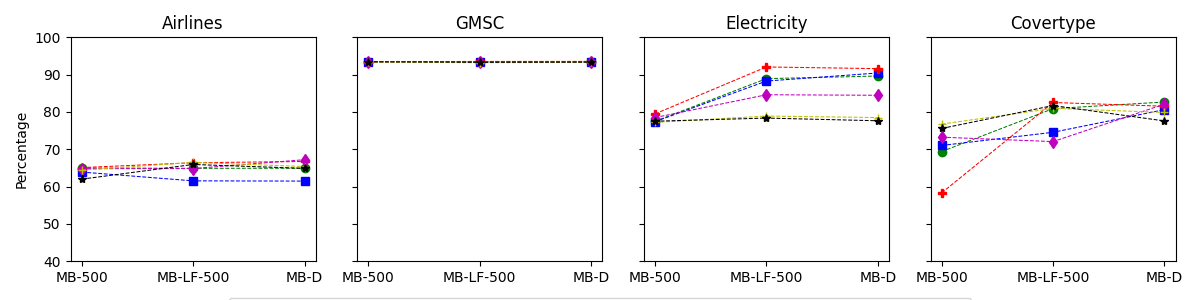 Airlines GMSC Electricity Covertype
100
90
80
70
60
50
40
Percentage
MB-500 MB-LF-500 MB-D MB-500 MB-LF-500 MB-D MB-500 MB-LF-500 MB-D MB-500 MB-LF-500 MB-D